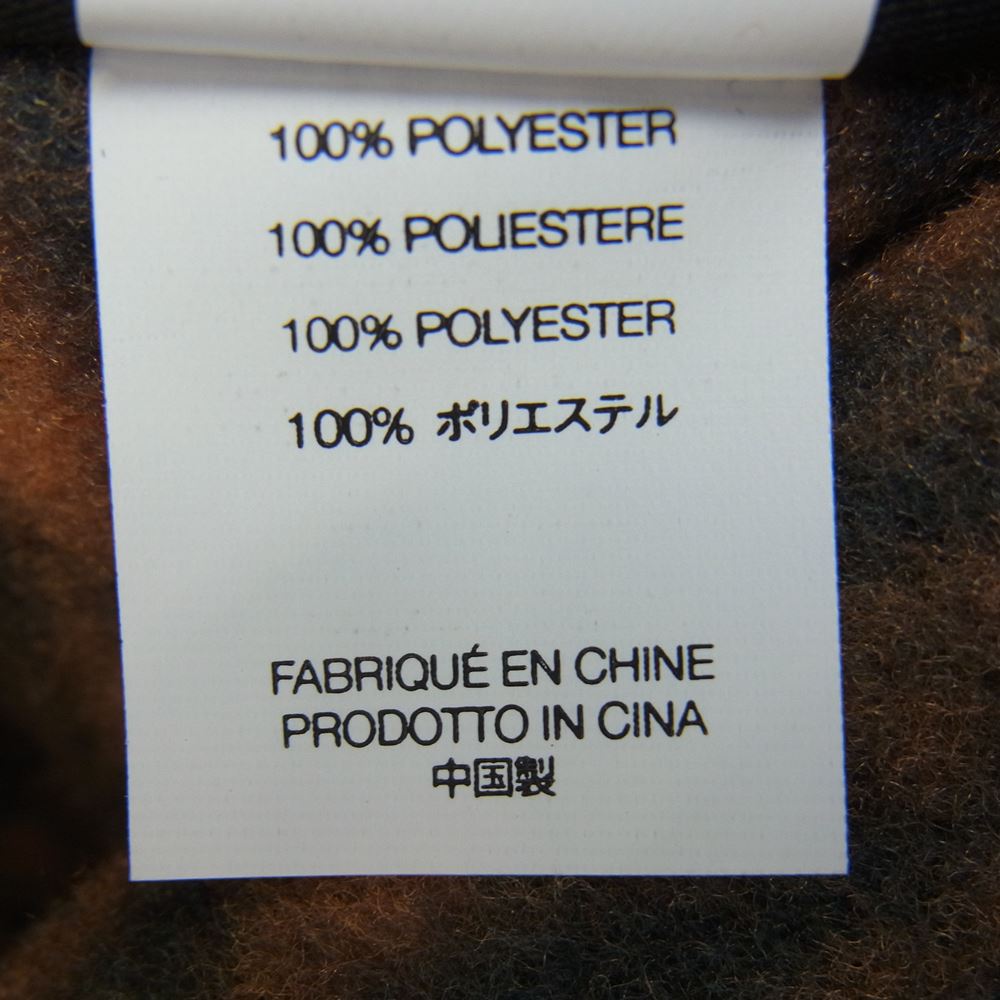 100% POLYESTER
100% POLIESTERE
100% POLYESTER
100% ポリエステル
FABRIQUÉ EN CHINE
PRODOTTO IN CINA
中国製